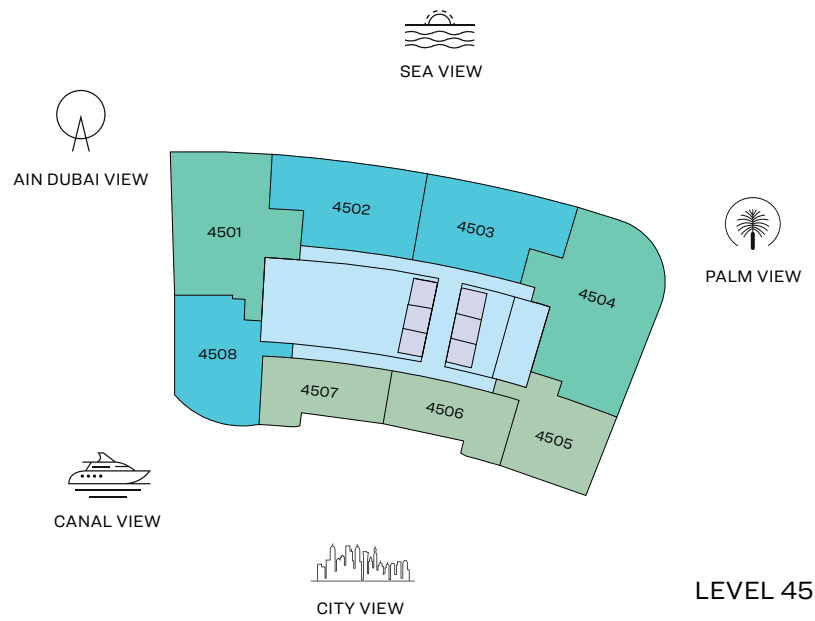 SEA VIEW
AIN DUBAI VIEW
4502
4503
4501
PALM VIEW
4504
4508
4507
4506
4505
CANAL VIEW
LEVEL 45
CITY VIEW